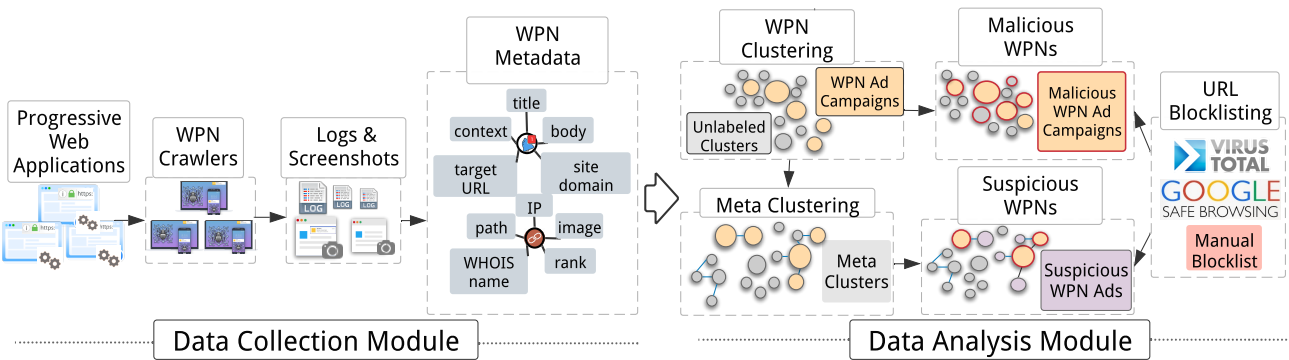 Progressive
Web
Applications
https:
https:
WPN
Crawlers
Logs &
Screenshots
LOG
LOG
LOG
WPN
Metadata
title
context
body
target
URL
site
domain
IP
path
image
WHOIS
name
rank
Data Collection Module
WPN
Clustering
WPN Ad
Campaigns
Unlabeled
Clusters
Meta Clustering
Meta
Clusters
Malicious
WPNs
Malicious
WPN Ad
Campaigns
Suspicious
WPNs
Suspicious
WPN Ads
URL
Blocklisting
VIRUS
TOTAL
GOOGLE
SAFE BROWSING
Manual
Blocklist
Data Analysis Module